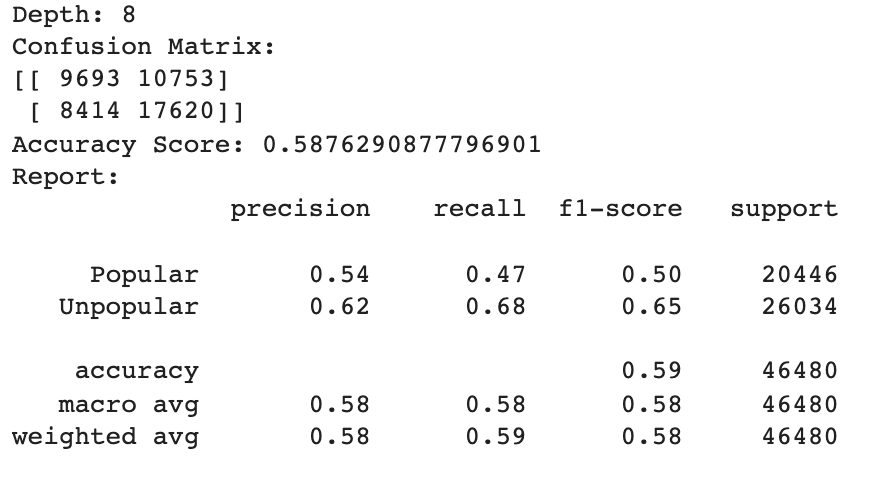 Depth: 8
Confusion Matrix:
[[ 9693 10753]
 [ 8414 17620]]
Accuracy Score: 0.5876290877796901
Report:
              precision    recall  f1-score   support

     Popular       0.54      0.47      0.50     20446
   Unpopular       0.62      0.68      0.65     26034

    accuracy                           0.59     46480
   macro avg       0.58      0.58      0.58     46480
weighted avg       0.58      0.59      0.58     46480